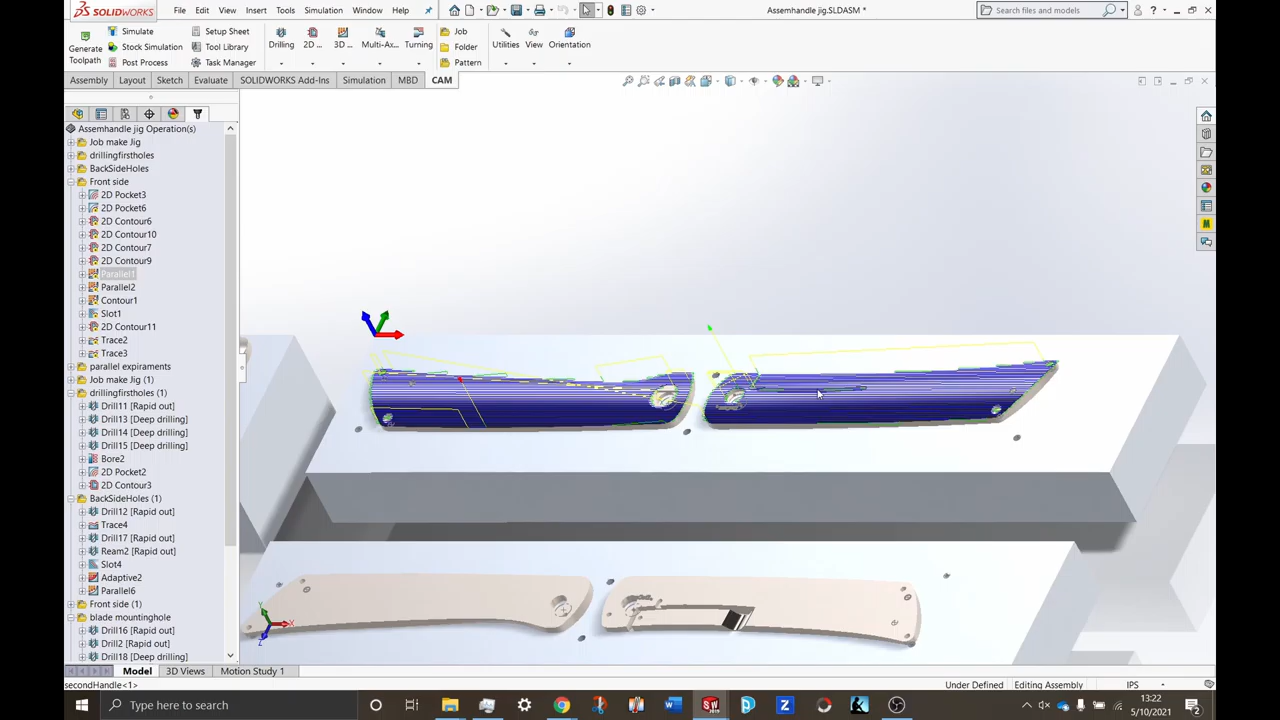 SOLIDWORKS File Edit View Insert Tools Simulation Window Help Assemhandle jig.SLDASM * Search files and models
Generate Toolpath
Simulate
Stock Simulation
Post Process
Setup Sheet
Tool Library
Task Manager
Drilling 2D ... 3D ... Multi-Ax... Turning
Job
Folder
Pattern
Utilities View Orientation
Assembly Layout Sketch Evaluate SOLIDWORKS Add-Ins Simulation MBD CAM
Assemhandle jig Operation(s)
Job make Jig
drillingfirstholes
BackSideHoles
Front side
2D Pocket3
2D Pocket6
2D Contour6
2D Contour10
2D Contour7
2D Contour9
Parallel1
Parallel2
Contour1
Slot1
2D Contour11
Trace2
Trace3
parallel expiraments
Job make Jig (1)
drillingfirstholes (1)
Drill11 [Rapid out]
Drill13 [Deep drilling]
Drill14 [Deep drilling]
Drill15 [Deep drilling]
Bore2
2D Pocket2
2D Contour3
BackSideHoles (1)
Drill12 [Rapid out]
Trace4
Drill17 [Rapid out]
Ream2 [Rapid out]
Slot4
Adaptive2
Parallel6
Front side (1)
blade mountinghole
Drill16 [Rapid out]
Drill2 [Rapid out]
Drill18 [Deep drilling]
Y X Z
Model 3D Views Motion Study 1
secondHandle<1> Under Defined Editing Assembly IPS
Type here to search
13:22
5/10/2021